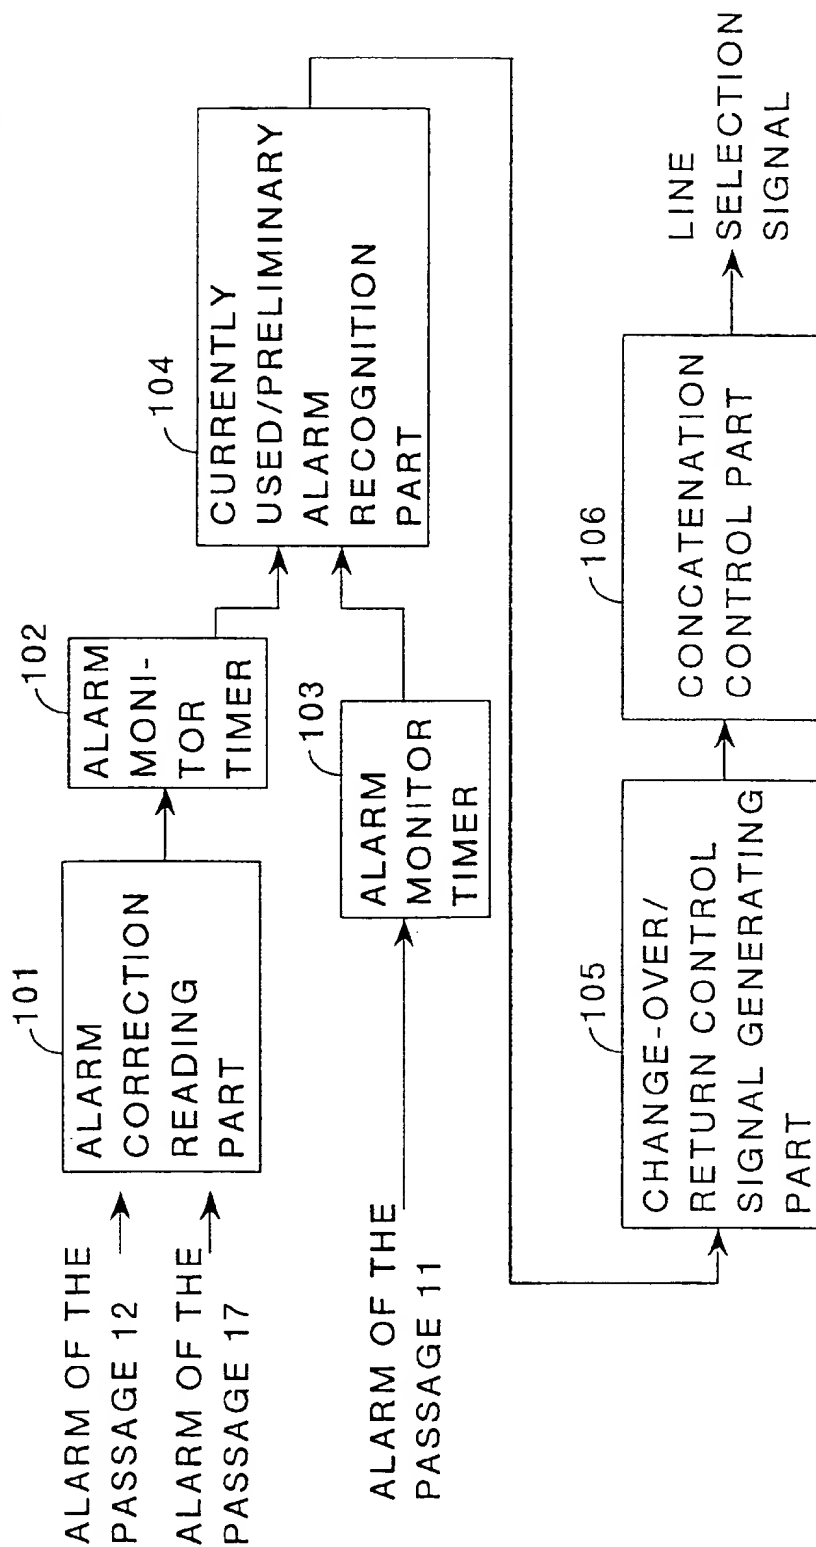 ALARM OF THE
PASSAGE 12
ALARM OF THE
PASSAGE 17
101
ALARM
CORRECTION
READING
PART
102
ALARM
MONI-
TOR
TIMER
ALARM OF THE
PASSAGE 11
103
ALARM
MONITOR
TIMER
104
CURRENTLY
USED/PRELIMINARY
ALARM
RECOGNITION
PART
105
CHANGE-OVER/
RETURN CONTROL
SIGNAL GENERATING
PART
106
CONCATENATION
CONTROL PART
LINE
SELECTION
SIGNAL